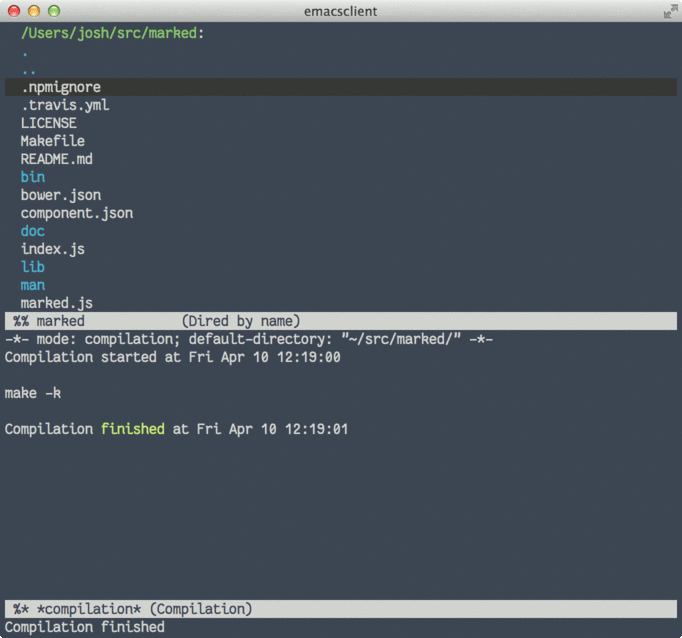 emacsclient
/Users/josh/src/marked:
.
..
.npmignore
.travis.yml
LICENSE
Makefile
README.md
bin
bower.json
component.json
doc
index.js
lib
man
marked.js
%% marked (Dired by name)
-*- mode: compilation; default-directory: "~/src/marked/" -*-
Compilation started at Fri Apr 10 12:19:00
make -k
Compilation finished at Fri Apr 10 12:19:01
%* *compilation* (Compilation)
Compilation finished